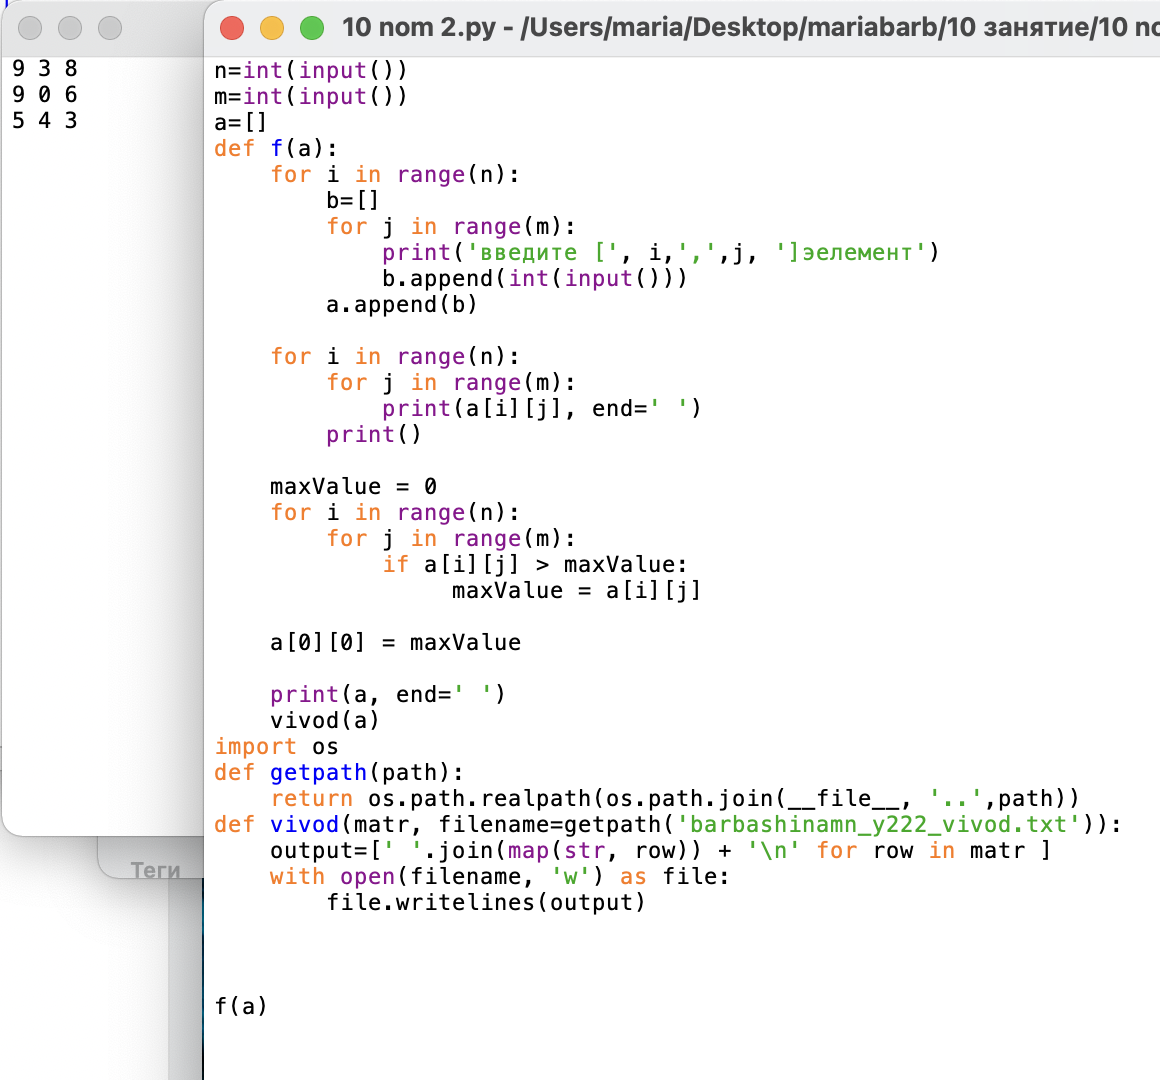 10 nom 2.py - /Users/maria/Desktop/mariabarb/10 занятие/10 no
9 3 8
9 0 6
5 4 3
n=int(input())
m=int(input())
a=[]
def f(a):
    for i in range(n):
        b=[]
        for j in range(m):
            print('введите [', i,',',j, ']эелемент')
            b.append(int(input()))
        a.append(b)

    for i in range(n):
        for j in range(m):
            print(a[i][j], end=' ')
        print()

    maxValue = 0
    for i in range(n):
        for j in range(m):
            if a[i][j] > maxValue:
                 maxValue = a[i][j]

    a[0][0] = maxValue

    print(a, end=' ')
    vivod(a)
import os
def getpath(path):
    return os.path.realpath(os.path.join(__file__, '..',path))
def vivod(matr, filename=getpath('barbashinamn_y222_vivod.txt')):
    output=[' '.join(map(str, row)) + '\n' for row in matr ]
    with open(filename, 'w') as file:
        file.writelines(output)

f(a)
Теги